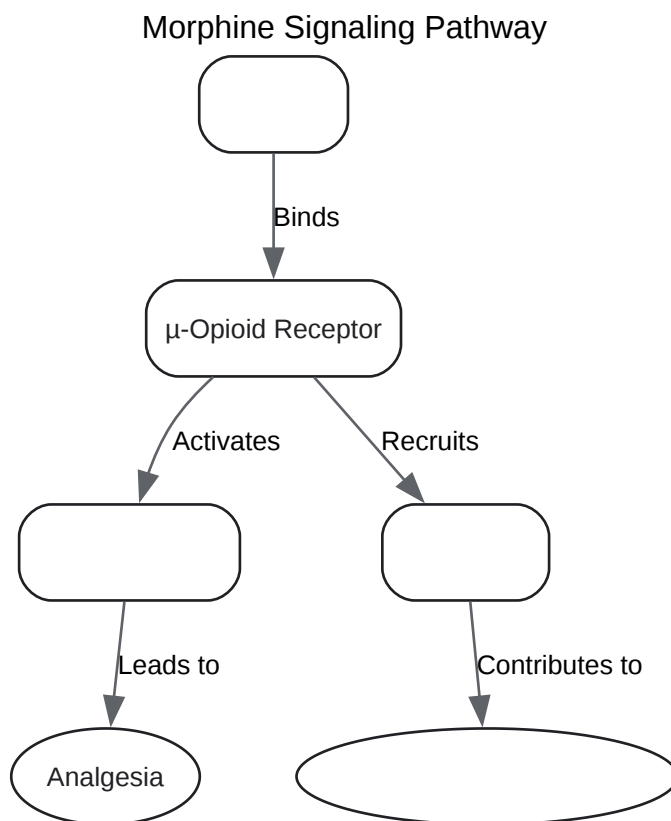 Morphine Signaling Pathway
Binds
µ-Opioid Receptor
Activates
Recruits
Leads to
Contributes to
Analgesia